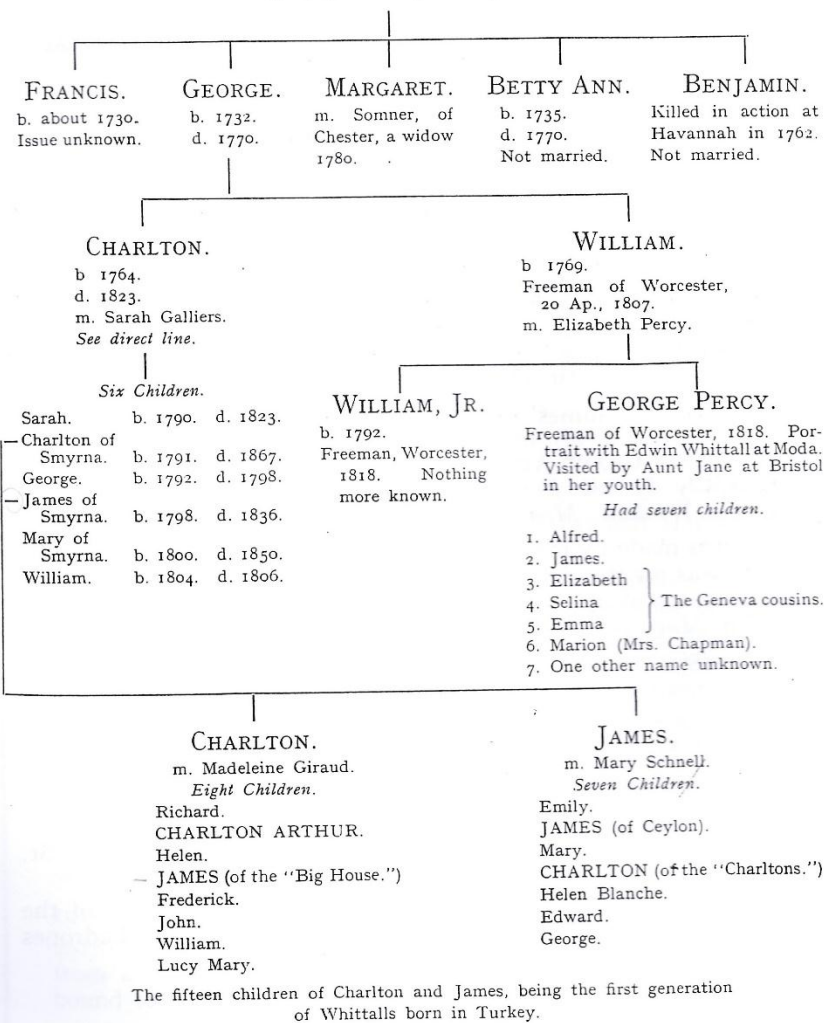 FRANCIS.
b. about 1730.
Issue unknown.
GEORGE.
b. 1732.
d. 1770.
MARGARET.
m. Somner, of
Chester, a widow
1780.
BETTY ANN.
b. 1735.
d. 1770.
Not married.
BENJAMIN.
Killed in action at
Havannah in 1762.
Not married.
CHARLTON.
b 1764.
d. 1823.
m. Sarah Galliers.
See direct line.
WILLIAM.
b 1769.
Freeman of Worcester,
20 Ap., 1807.
m. Elizabeth Percy.
Six Children.
Sarah. b. 1790. d. 1823.
Charlton of
Smyrna. b. 1791. d. 1867.
George. b. 1792. d. 1798.
James of
Smyrna. b. 1798. d. 1836.
Mary of
Smyrna. b. 1800. d. 1850.
William. b. 1804. d. 1806.
WILLIAM, JR.
b. 1792.
Freeman, Worcester,
1818. Nothing
more known.
GEORGE PERCY.
Freeman of Worcester, 1818. Por-
trait with Edwin Whittall at Moda.
Visited by Aunt Jane at Bristol
in her youth.
Had seven children.
1. Alfred.
2. James.
3. Elizabeth
4. Selina
5. Emma
The Geneva cousins.
6. Marion (Mrs. Chapman).
7. One other name unknown.
CHARLTON.
m. Madeleine Giraud.
Eight Children.
Richard.
CHARLTON ARTHUR.
Helen.
JAMES (of the "Big House.")
Frederick.
John.
William.
Lucy Mary.
JAMES.
m. Mary Schnell.
Seven Children.
Emily.
JAMES (of Ceylon).
Mary.
CHARLTON (of the "Charltons.")
Helen Blanche.
Edward.
George.
The fifteen children of Charlton and James, being the first generation
of Whittalls born in Turkey.